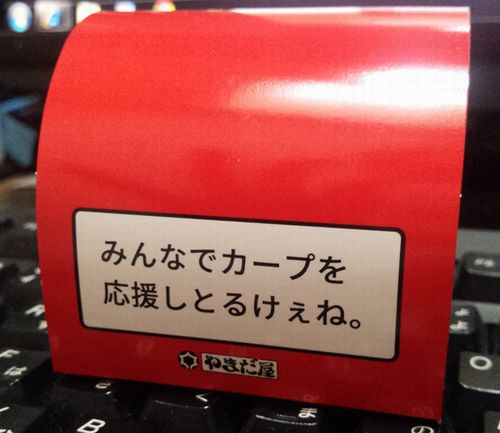 みんなでカープを
応援しとるけぇね。
やまだ屋